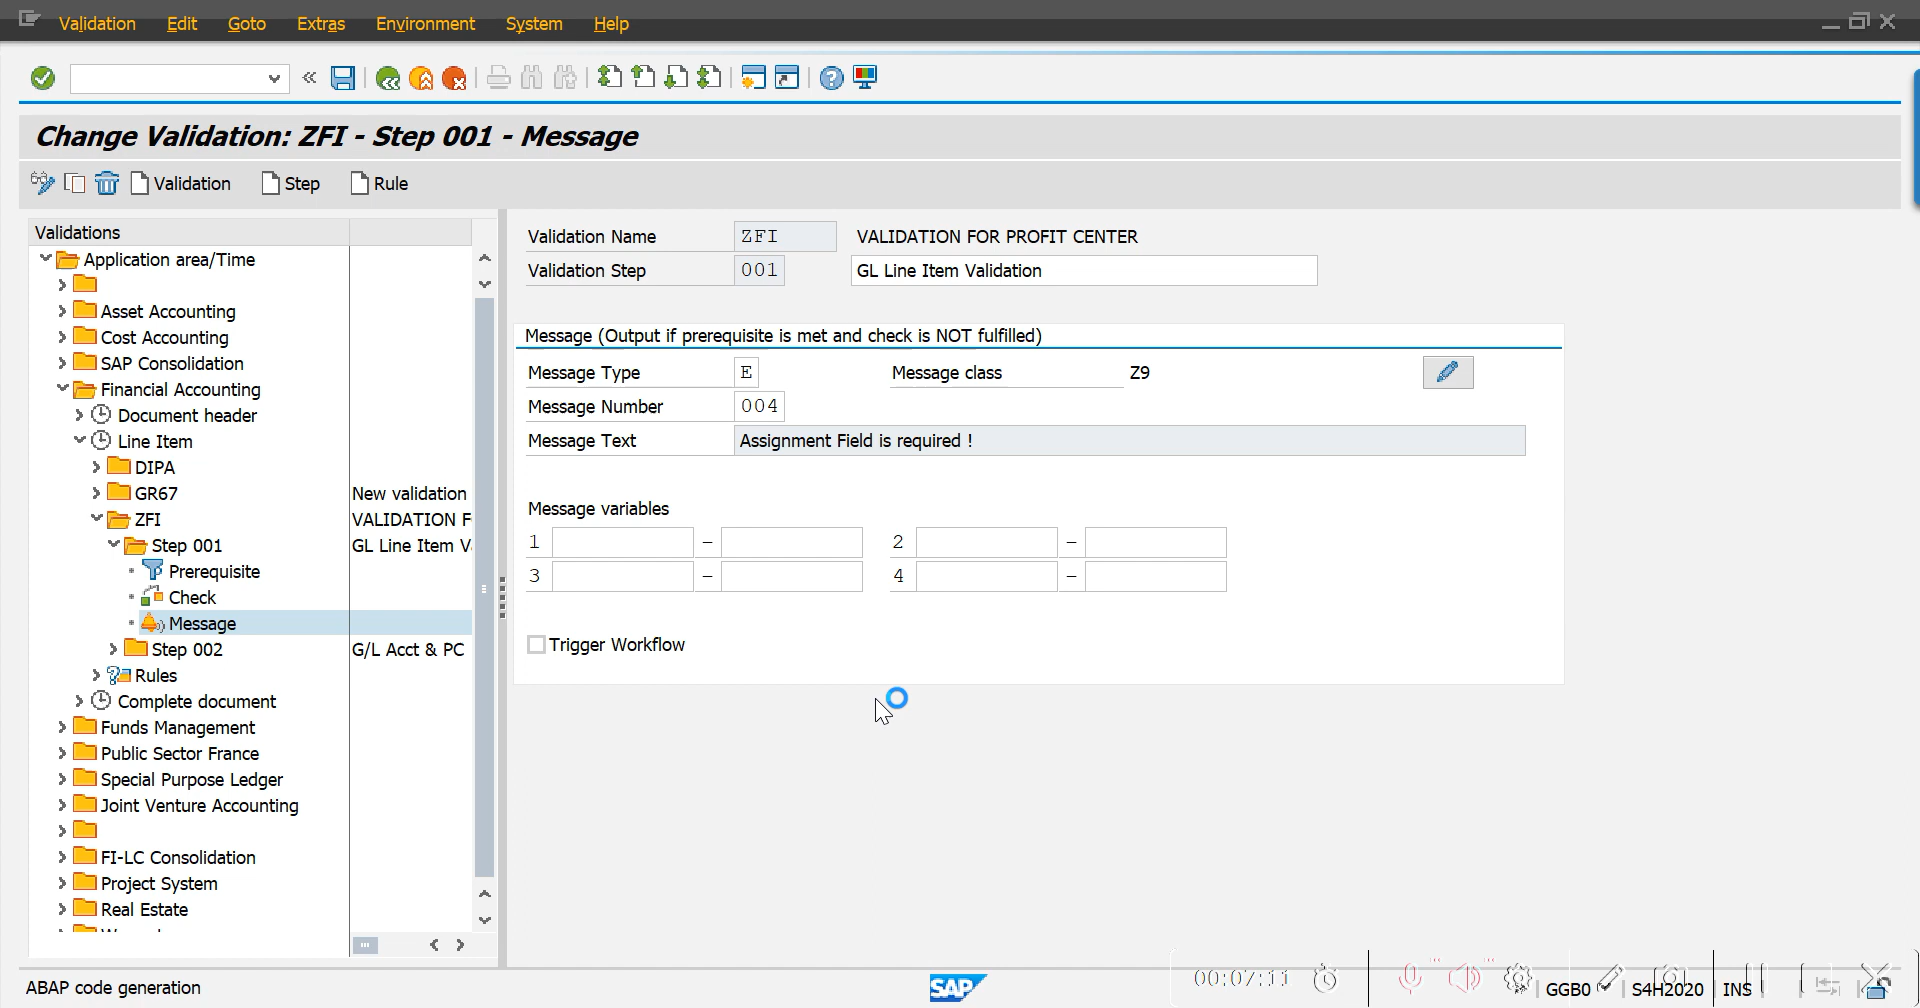 Validation Edit Goto Extras Environment System Help
Change Validation: ZFI - Step 001 - Message
Validation Step Rule
Validations
Application area/Time
Asset Accounting
Cost Accounting
SAP Consolidation
Financial Accounting
Document header
Line Item
DIPA
GR67 New validation
ZFI VALIDATION F
Step 001 GL Line Item V
Prerequisite
Check
Message
Step 002 G/L Acct & PC
Rules
Complete document
Funds Management
Public Sector France
Special Purpose Ledger
Joint Venture Accounting
FI-LC Consolidation
Project System
Real Estate
Validation Name ZFI VALIDATION FOR PROFIT CENTER
Validation Step 001 GL Line Item Validation
Message (Output if prerequisite is met and check is NOT fulfilled)
Message Type E Message class Z9
Message Number 004
Message Text Assignment Field is required !
Message variables
1 – 2 –
3 – 4 –
Trigger Workflow
ABAP code generation
SAP
00:07:11
GGB0 S4H2020 INS